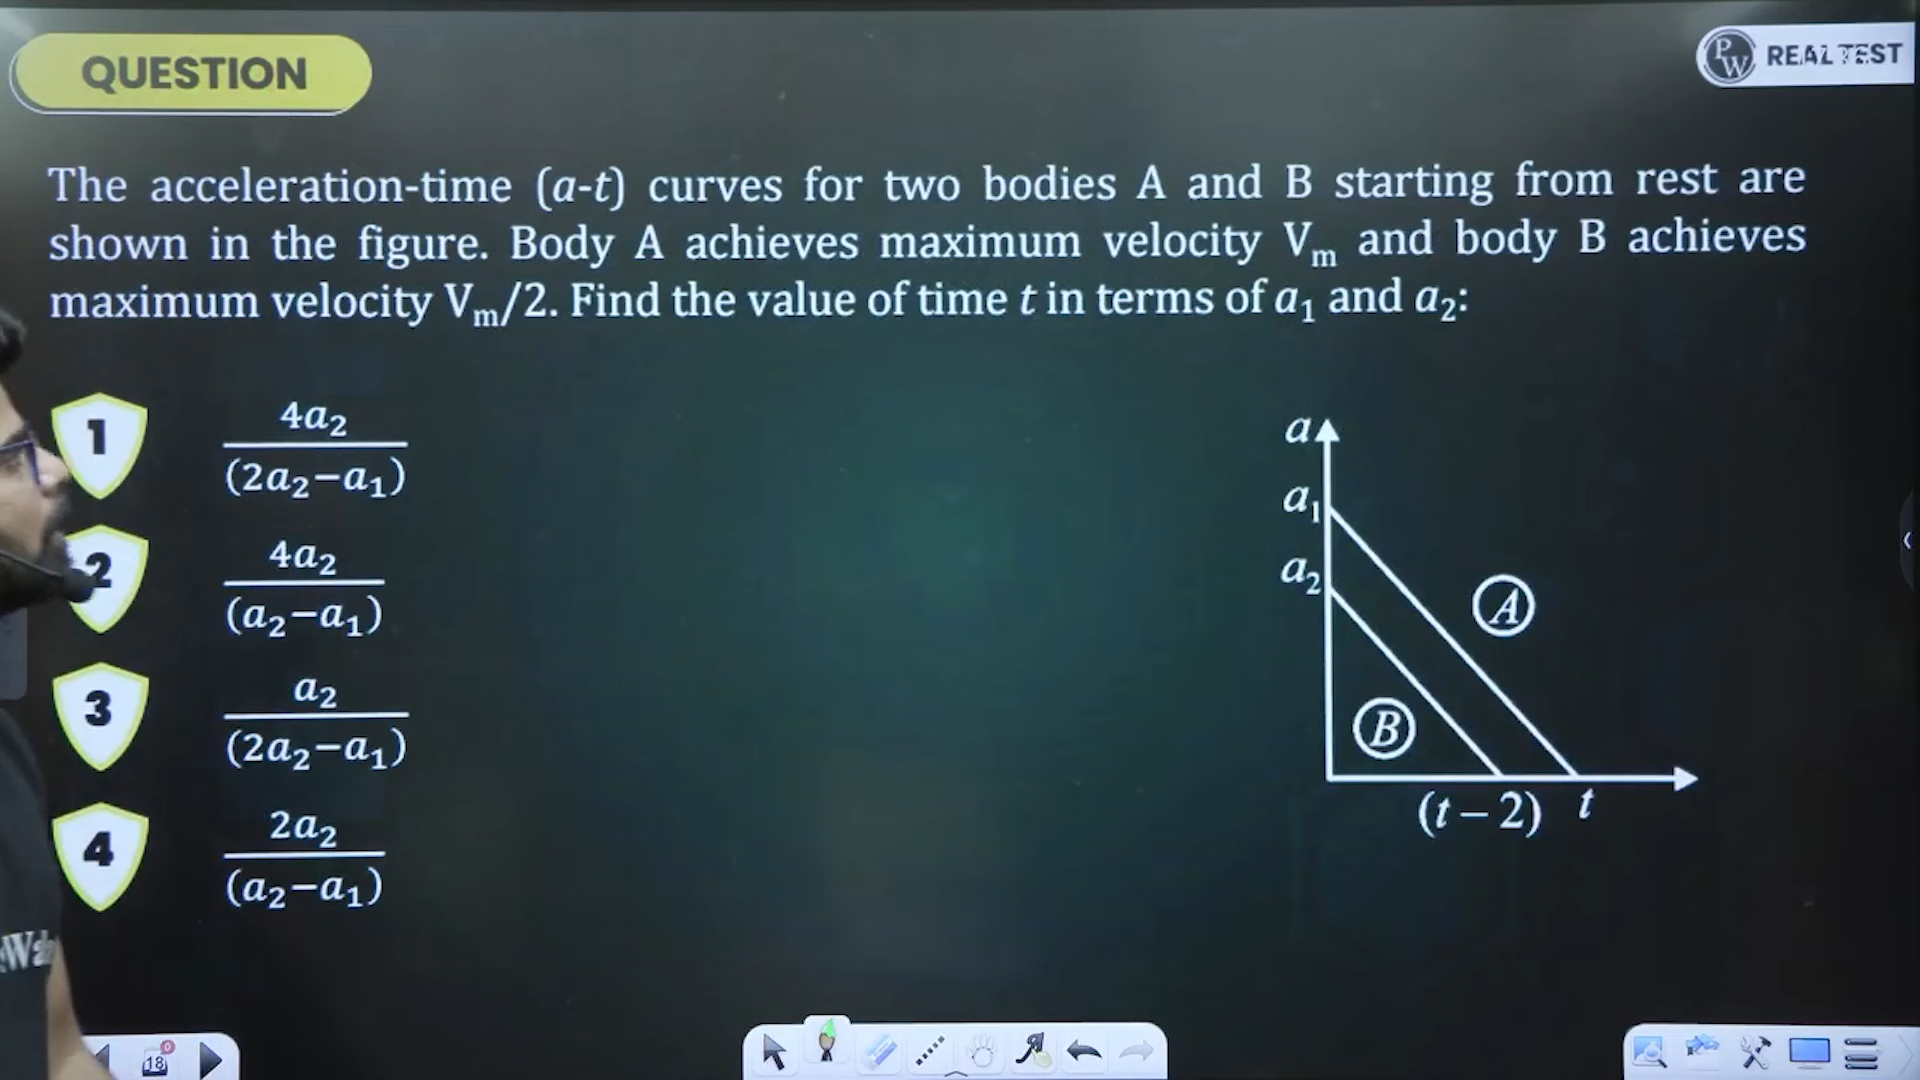 QUESTION
PW REAL TEST
The acceleration-time (a-t) curves for two bodies A and B starting from rest are
shown in the figure. Body A achieves maximum velocity Vₘ and body B achieves
maximum velocity Vₘ/2. Find the value of time t in terms of a₁ and a₂:
1 4a₂/(2a₂−a₁)
2 4a₂/(a₂−a₁)
3 a₂/(2a₂−a₁)
4 2a₂/(a₂−a₁)
a
a₁
a₂
A
B
(t – 2) t
18
0